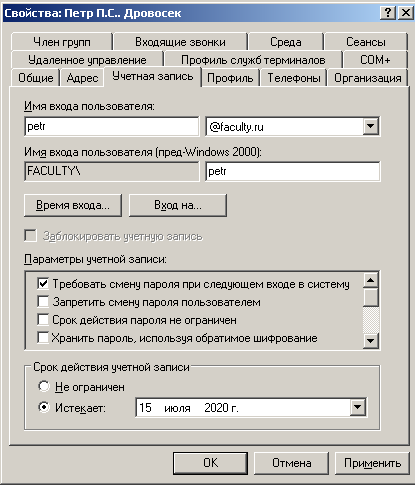 Свойства: Петр П.С.. Дровосек
Член групп Входящие звонки Среда Сеансы
Удаленное управление Профиль служб терминалов COM+
Общие Адрес Учетная запись Профиль Телефоны Организация
Имя входа пользователя:
petr @faculty.ru
Имя входа пользователя (пред-Windows 2000):
FACULTY\ petr
Время входа... Вход на...
Заблокировать учетную запись
Параметры учетной записи:
Требовать смену пароля при следующем входе в систему
Запретить смену пароля пользователем
Срок действия пароля не ограничен
Хранить пароль, используя обратимое шифрование
Срок действия учетной записи
Не ограничен
Истекает: 15 июля 2020 г.
OK Отмена Применить